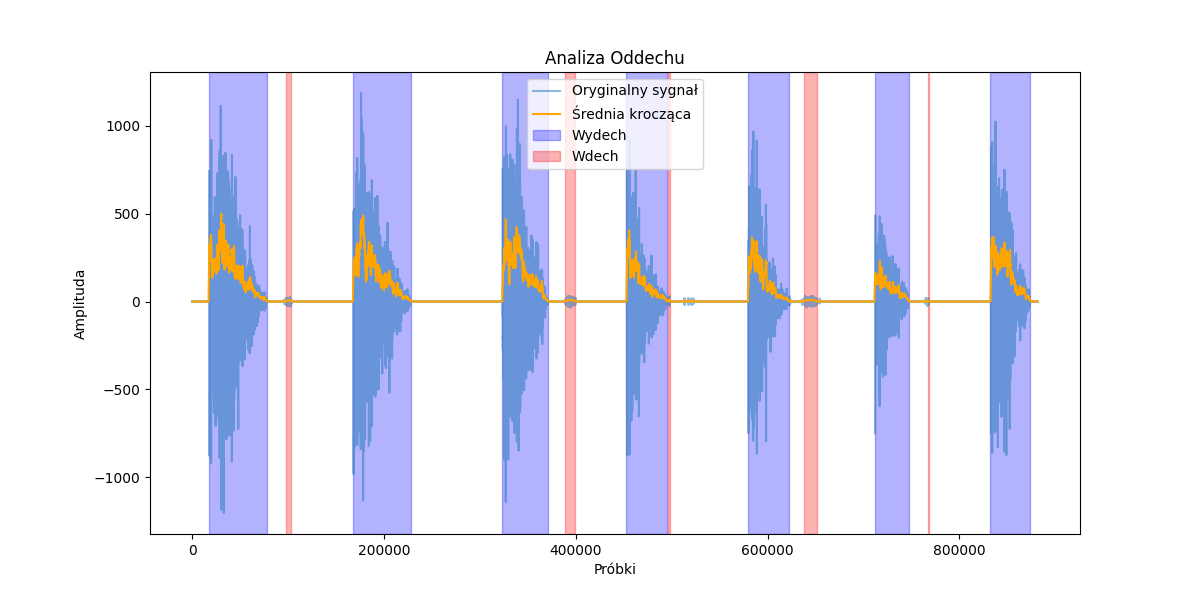 Analiza Oddechu
Oryginalny sygnał
Średnia krocząca
Wydech
Wdech
1000
500
0
−500
−1000
Amplituda
0
200000
400000
600000
800000
Próbki